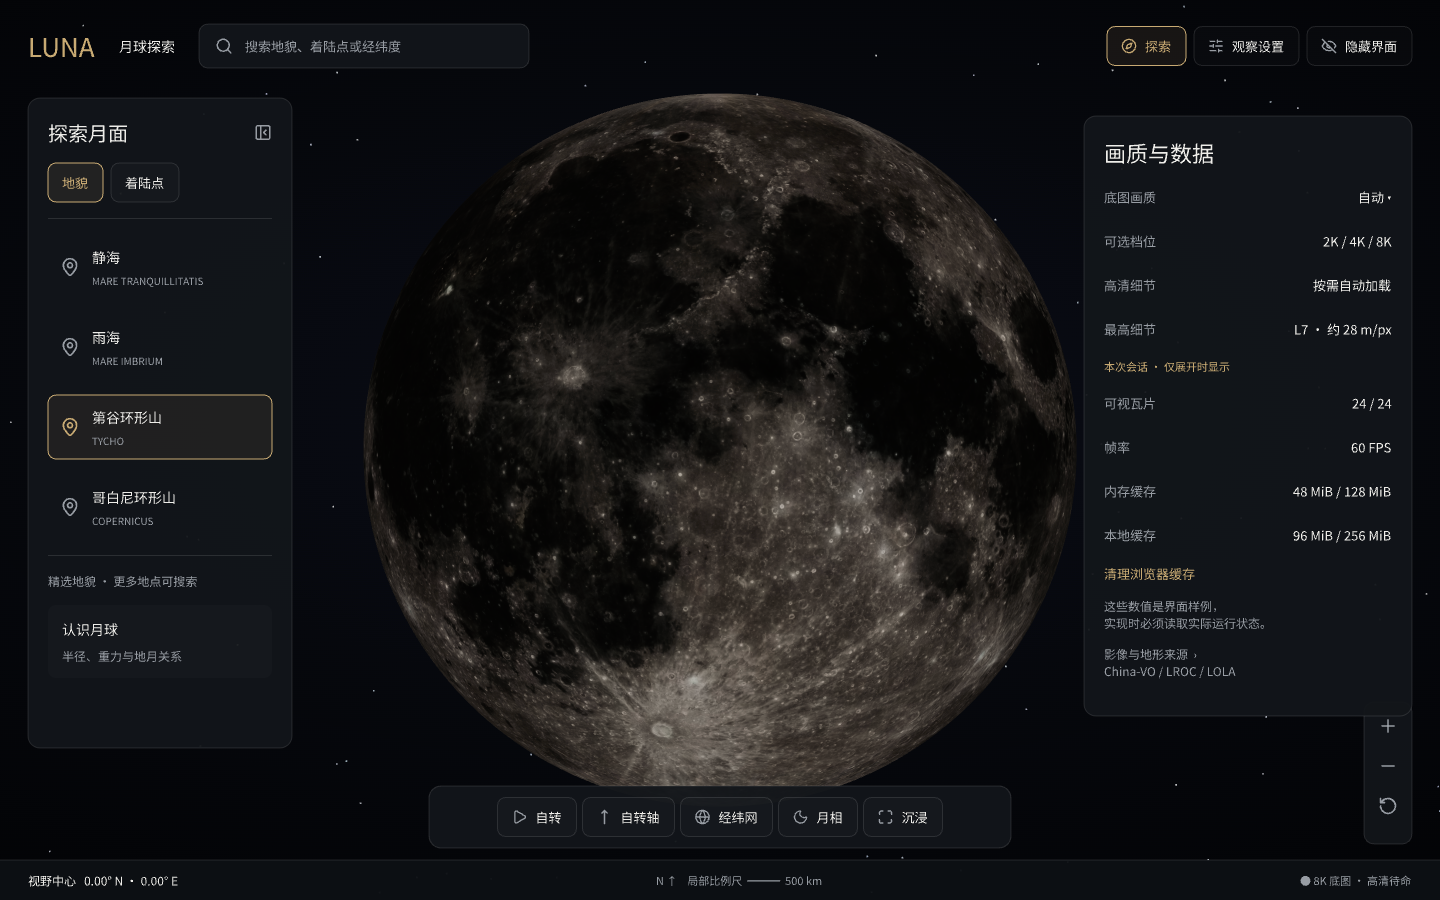 LUNA
月球探索
搜索地貌、着陆点或经纬度
探索
观察设置
隐藏界面
探索月面
地貌
着陆点
静海
MARE TRANQUILLITATIS
雨海
MARE IMBRIUM
第谷环形山
TYCHO
哥白尼环形山
COPERNICUS
精选地貌 · 更多地点可搜索
认识月球
半径、重力与地月关系
画质与数据
底图画质 自动
可选档位 2K / 4K / 8K
高清细节 按需自动加载
最高细节 L7 · 约 28 m/px
本次会话 · 仅展开时显示
可视瓦片 24 / 24
帧率 60 FPS
内存缓存 48 MiB / 128 MiB
本地缓存 96 MiB / 256 MiB
清理浏览器缓存
这些数值是界面样例，
实现时必须读取实际运行状态。
影像与地形来源 ›
China-VO / LROC / LOLA
自转
自转轴
经纬网
月相
沉浸
视野中心 0.00° N · 0.00° E
N ↑ 局部比例尺 500 km
8K 底图 · 高清待命